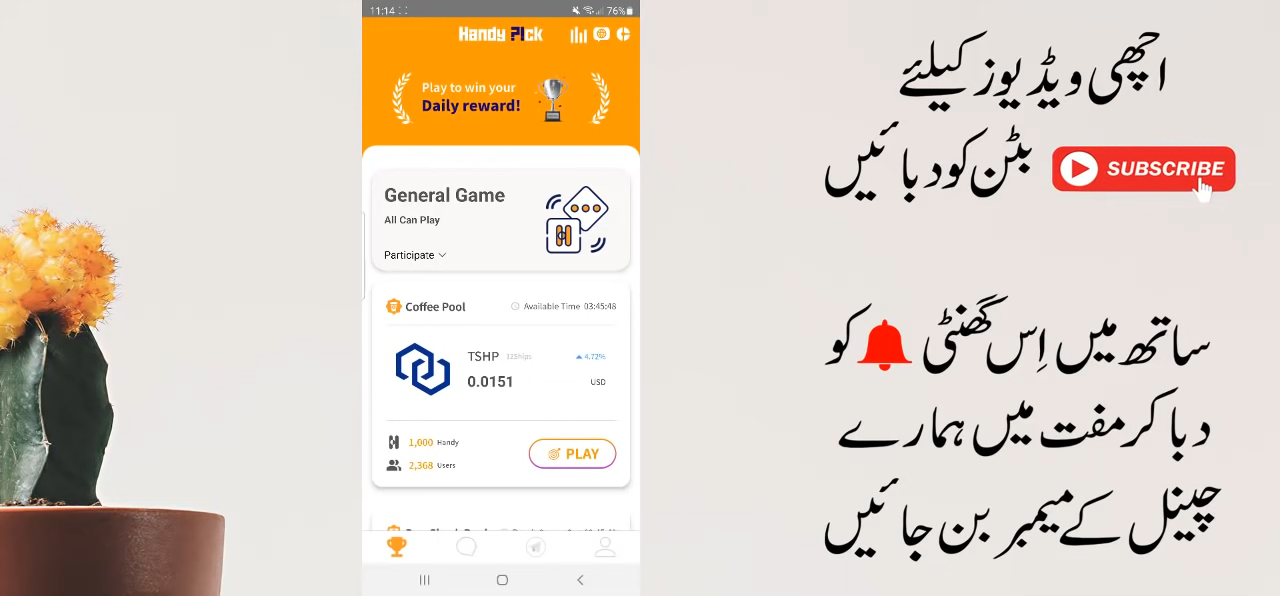 11:14
76%
Handy Pick
Play to win your
Daily reward!
General Game
All Can Play
Participate
Coffee Pool
Available Time 03:45:48
TSHP 12Ships
4.72%
0.0151
USD
1,000 Handy
2,368 Users
PLAY
اچھی ویڈیوز کیلئے
SUBSCRIBE بٹن کو دبائیں
ساتھ میں اِس گھنٹی کو
دبا کر مفت میں ہمارے
چینل کے میمبر بن جائیں